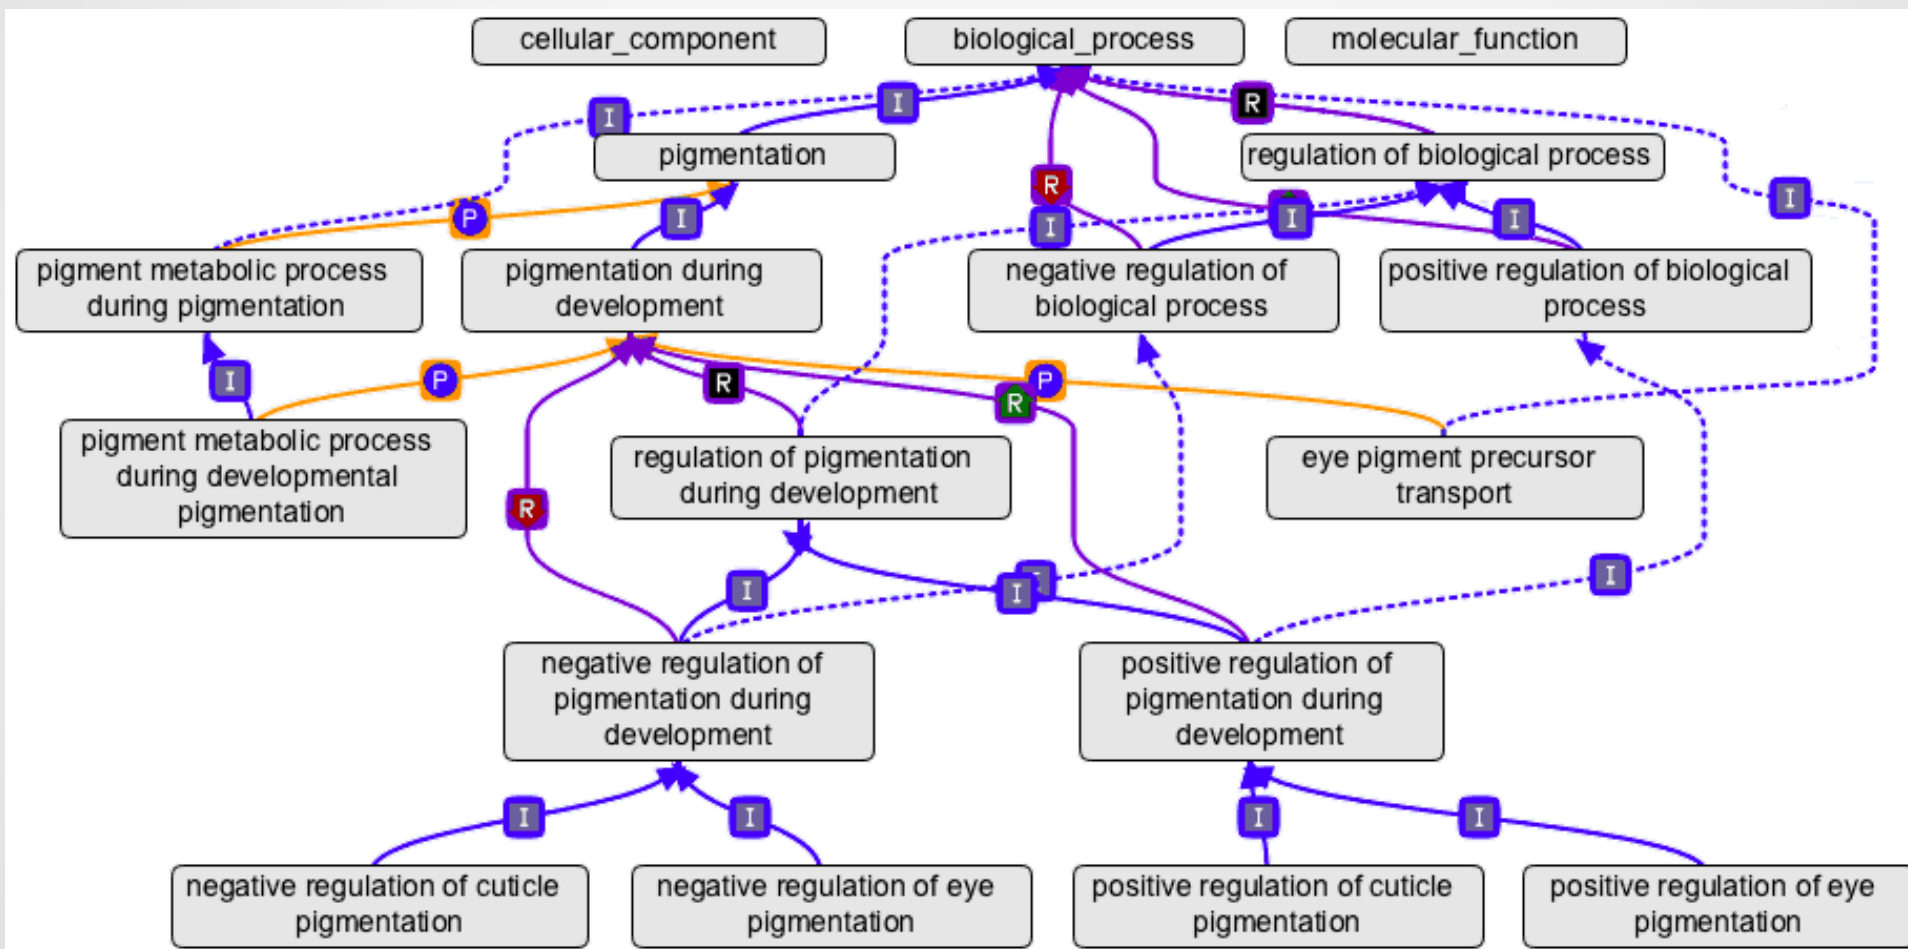 cellular_component
biological_process
molecular_function
I
I
R
pigmentation
regulation of biological process
R
I
P
I
I
I
I
pigment metabolic process
during pigmentation
pigmentation during
development
negative regulation of
biological process
positive regulation of biological
process
I
P
R
P
R
pigment metabolic process
during developmental
pigmentation
regulation of pigmentation
during development
eye pigment precursor
transport
R
I
I
I
negative regulation of
pigmentation during
development
positive regulation of
pigmentation during
development
I
I
I
I
negative regulation of cuticle
pigmentation
negative regulation of eye
pigmentation
positive regulation of cuticle
pigmentation
positive regulation of eye
pigmentation